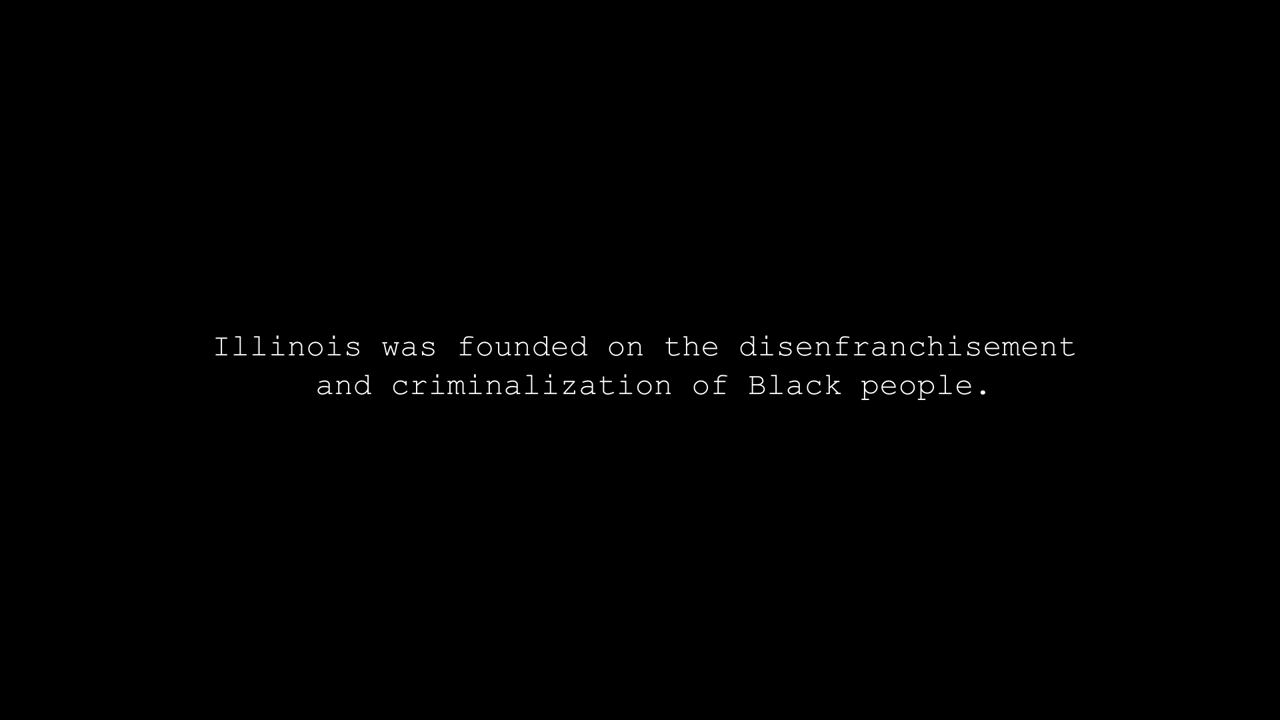 Illinois was founded on the disenfranchisement
and criminalization of Black people.